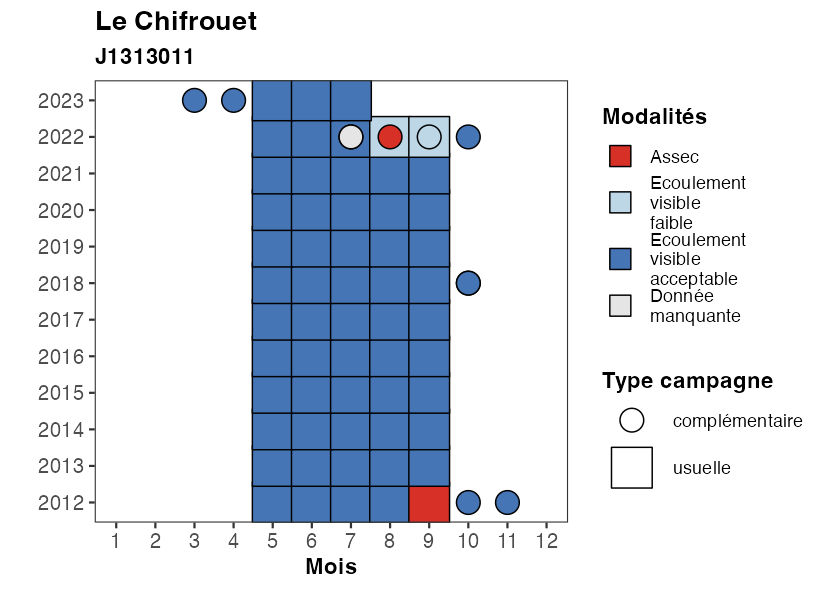 Le Chifrouet
J1313011
2023
2022
2021
2020
2019
2018
2017
2016
2015
2014
2013
2012
1 2 3 4 5 6 7 8 9 10 11 12
Mois
Modalités
Assec
Ecoulement
visible
faible
Ecoulement
visible
acceptable
Donnée
manquante
Type campagne
complémentaire
usuelle